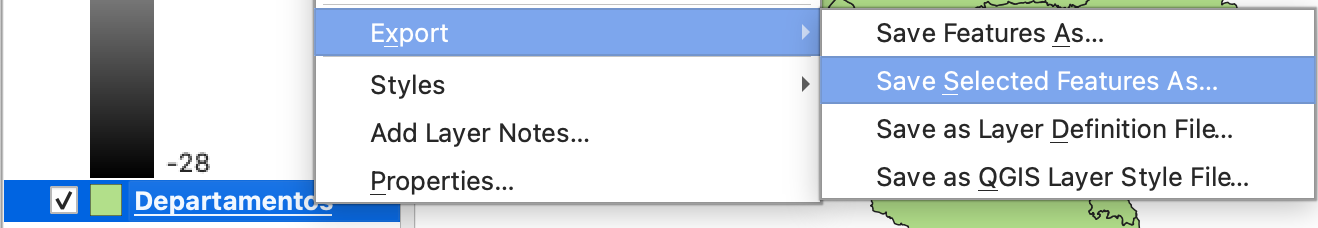 Export
Styles
Add Layer Notes...
Properties...
Save Features As...
Save Selected Features As...
Save as Layer Definition File...
Save as QGIS Layer Style File...
-28
Departamentos